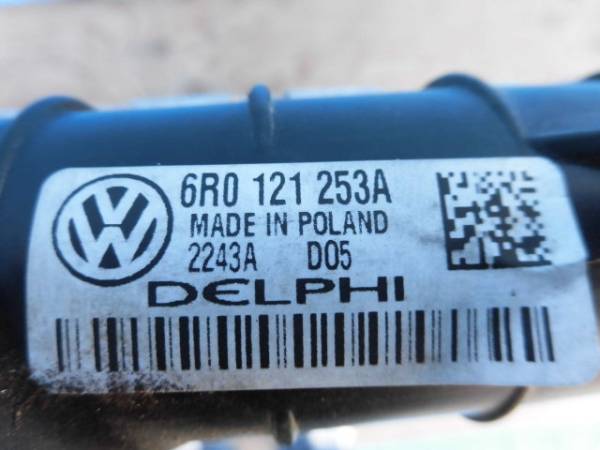 6R0 121 253A
MADE IN POLAND
2243A D05
DELPHI